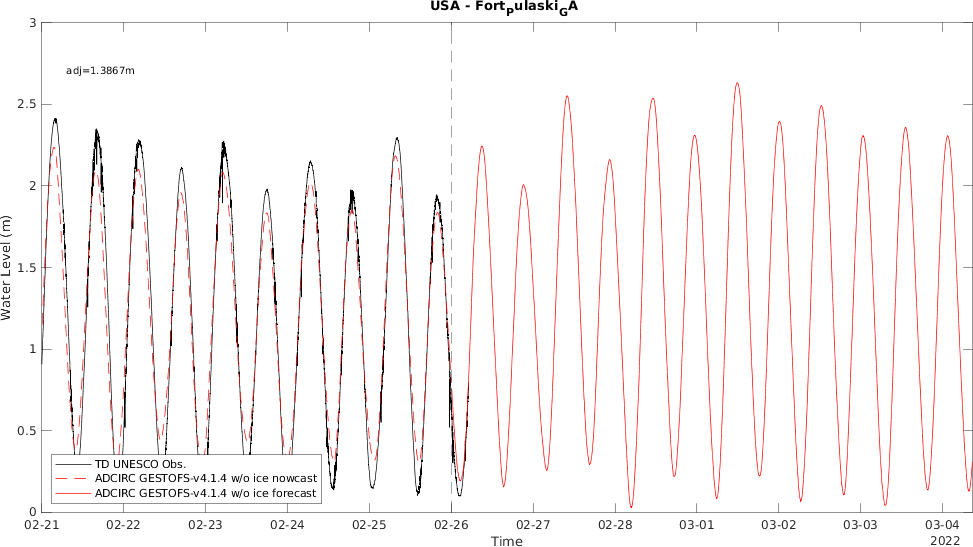 USA - FortPulaskiGA
adj=1.3867m
Water Level (m)
3
2.5
2
1.5
1
0.5
0
TD UNESCO Obs.
ADCIRC GESTOFS-v4.1.4 w/o ice nowcast
ADCIRC GESTOFS-v4.1.4 w/o ice forecast
02-21 02-22 02-23 02-24 02-25 02-26 02-27 02-28 03-01 03-02 03-03 03-04
Time
2022